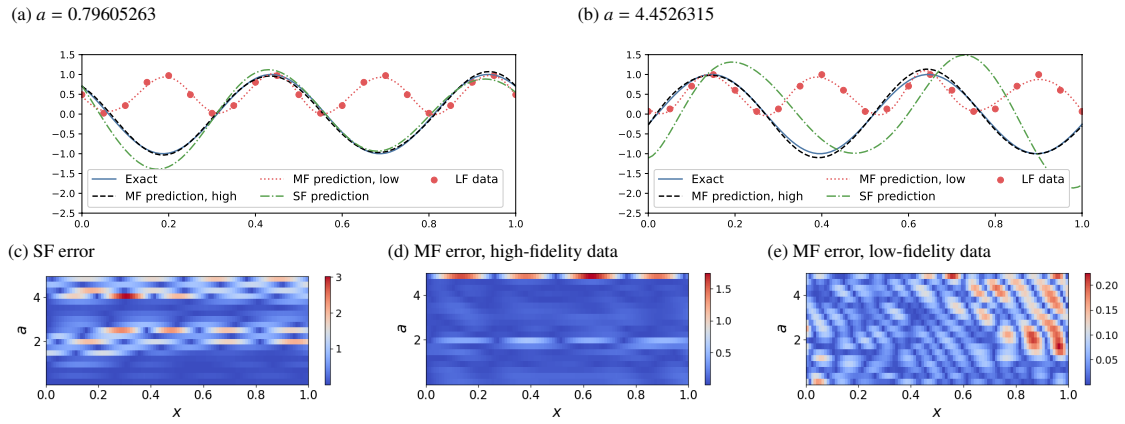 (a) a = 0.79605263
(b) a = 4.4526315
1.5
1.0
0.5
0.0
−0.5
−1.0
−1.5
−2.0
−2.5
Exact
MF prediction, high
MF prediction, low
SF prediction
LF data
0.0 0.2 0.4 0.6 0.8 1.0
1.5
1.0
0.5
0.0
−0.5
−1.0
−1.5
−2.0
−2.5
Exact
MF prediction, high
MF prediction, low
SF prediction
LF data
0.0 0.2 0.4 0.6 0.8 1.0
(c) SF error
(d) MF error, high-fidelity data
(e) MF error, low-fidelity data
a
4
2
0.0 0.2 0.4 0.6 0.8 1.0
x
3
2
1
a
4
2
0.0 0.2 0.4 0.6 0.8 1.0
x
1.5
1.0
0.5
a
4
2
0.0 0.2 0.4 0.6 0.8 1.0
x
0.20
0.15
0.10
0.05